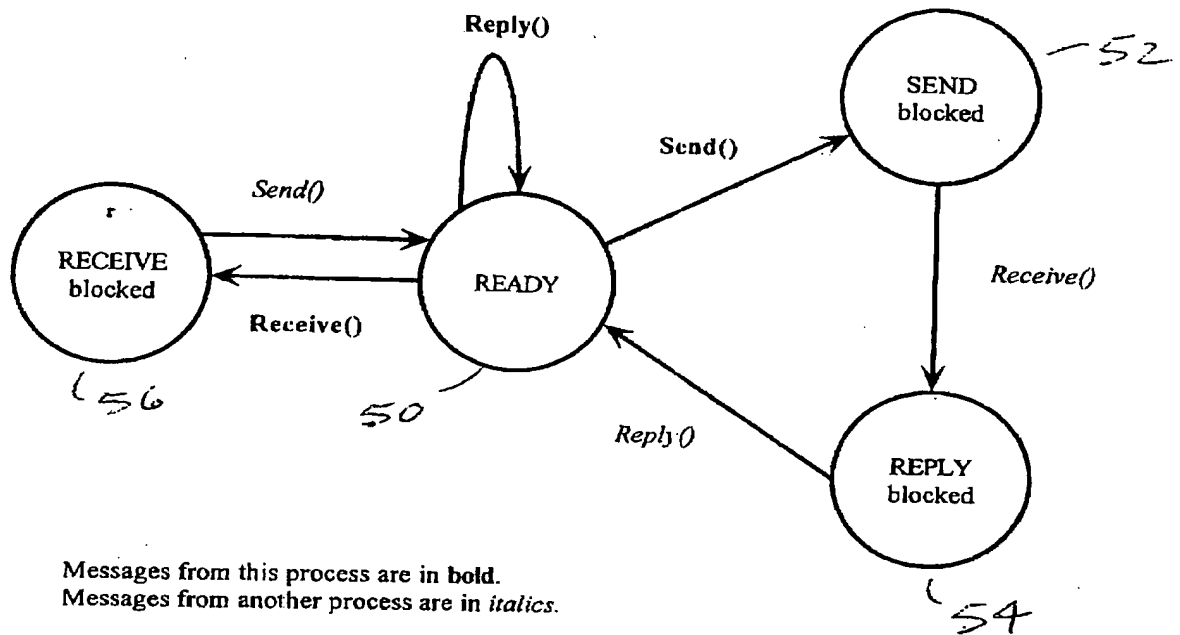 Reply()
52
SEND
blocked
Send()
Send()
RECEIVE
blocked
READY
Receive()
Receive()
56
50
Reply()
REPLY
blocked
Messages from this process are in bold.
Messages from another process are in italics.
54